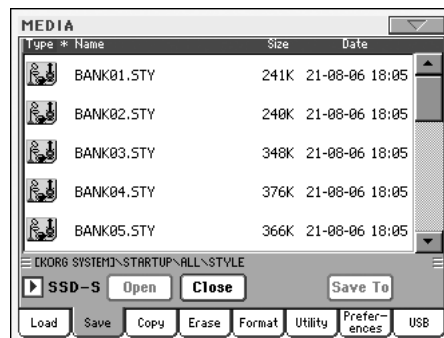 MEDIA
Type * Name Size Date
BANK01.STY 241K 21-08-06 18:05
BANK02.STY 240K 21-08-06 18:05
BANK03.STY 348K 21-08-06 18:05
BANK04.STY 376K 21-08-06 18:05
BANK05.STY 366K 21-08-06 18:05
[KORG SYSTEM]\STARTUP\ALL\STYLE
SSD-S Open Close Save To
Load Save Copy Erase Format Utility Prefer-ences USB